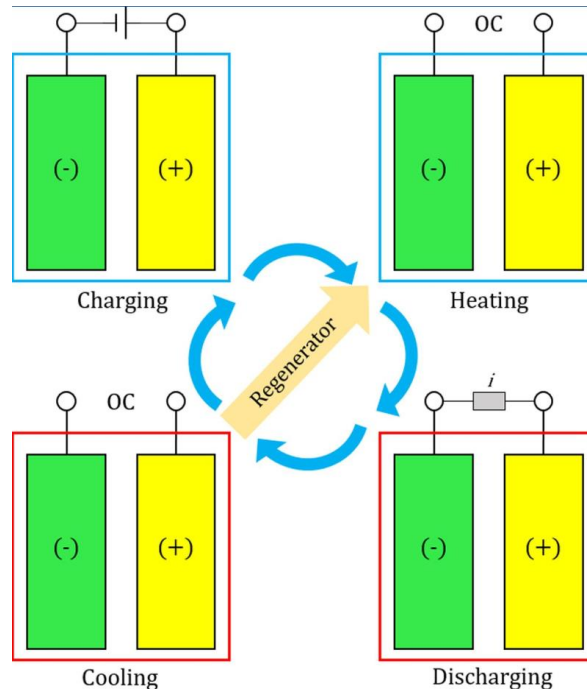 OC
(-) (+) (-) (+)
Charging Heating
Regenerator
OC i
(-) (+) (-) (+)
Cooling Discharging